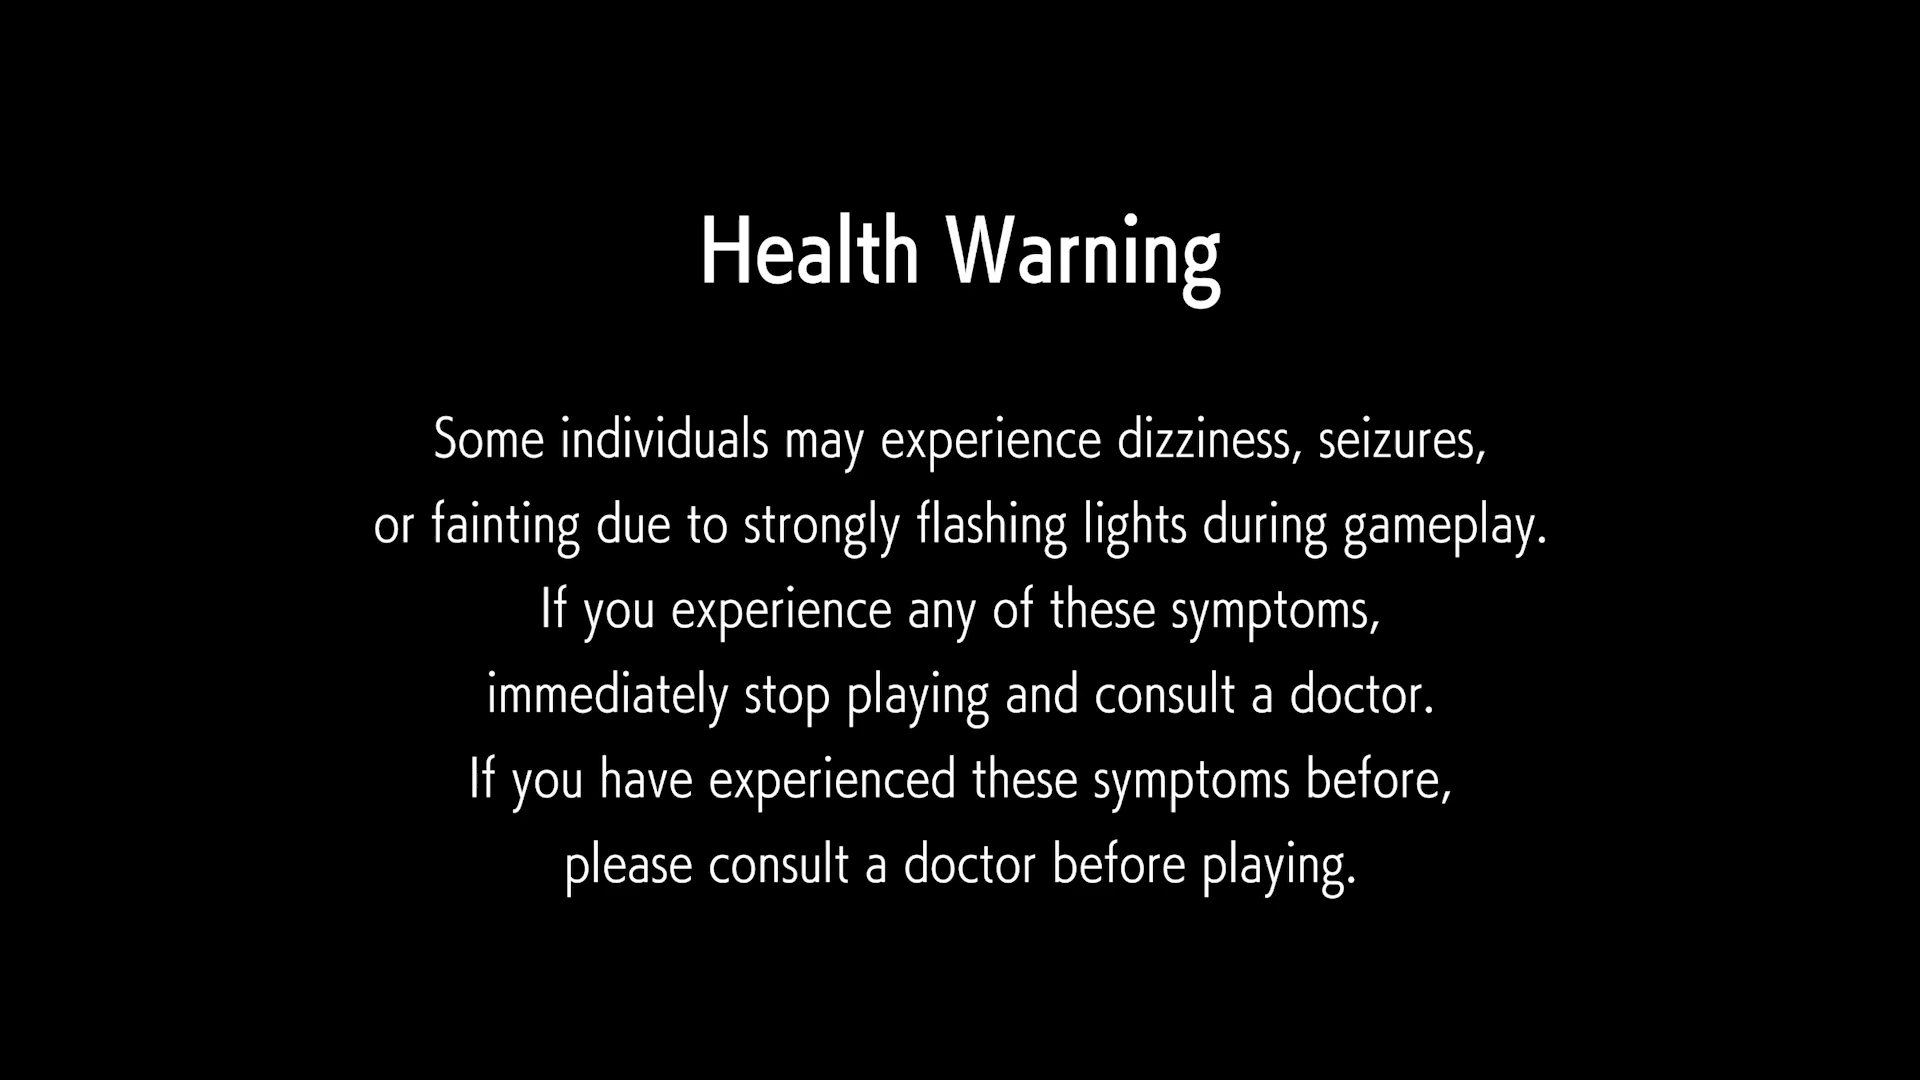 Health Warning
Some individuals may experience dizziness, seizures,
or fainting due to strongly flashing lights during gameplay.
If you experience any of these symptoms,
immediately stop playing and consult a doctor.
If you have experienced these symptoms before,
please consult a doctor before playing.